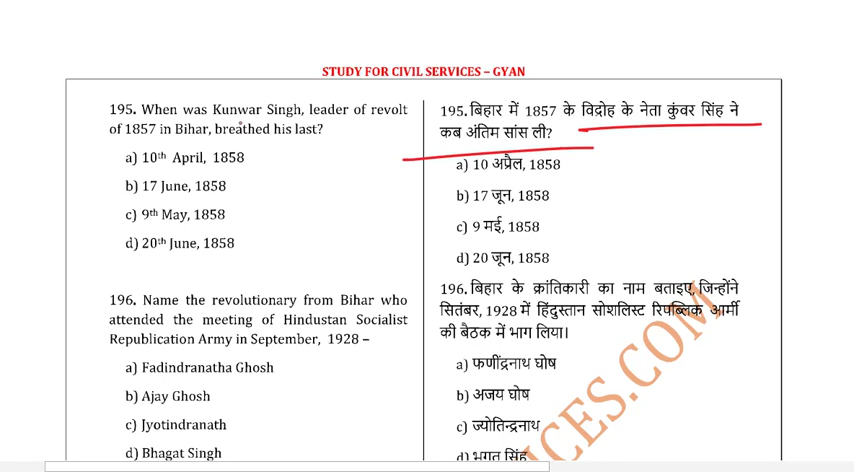 STUDY FOR CIVIL SERVICES – GYAN
195. When was Kunwar Singh, leader of revolt
of 1857 in Bihar, breathed his last?
a) 10th April, 1858
b) 17 June, 1858
c) 9th May, 1858
d) 20th June, 1858
196. Name the revolutionary from Bihar who
attended the meeting of Hindustan Socialist
Republication Army in September, 1928 –
a) Fadindranatha Ghosh
b) Ajay Ghosh
c) Jyotindranath
d) Bhagat Singh
195. बिहार में 1857 के विद्रोह के नेता कुंवर सिंह ने
कब अंतिम सांस ली?
a) 10 अप्रैल, 1858
b) 17 जून, 1858
c) 9 मई, 1858
d) 20 जून, 1858
196. बिहार के क्रांतिकारी का नाम बताइए, जिन्होंने
सितंबर, 1928 में हिंदुस्तान सोशलिस्ट रिपब्लिक आर्मी
की बैठक में भाग लिया।
a) फणींद्रनाथ घोष
b) अजय घोष
c) ज्योतिन्द्रनाथ
d) भगत सिंह
ICES.COM